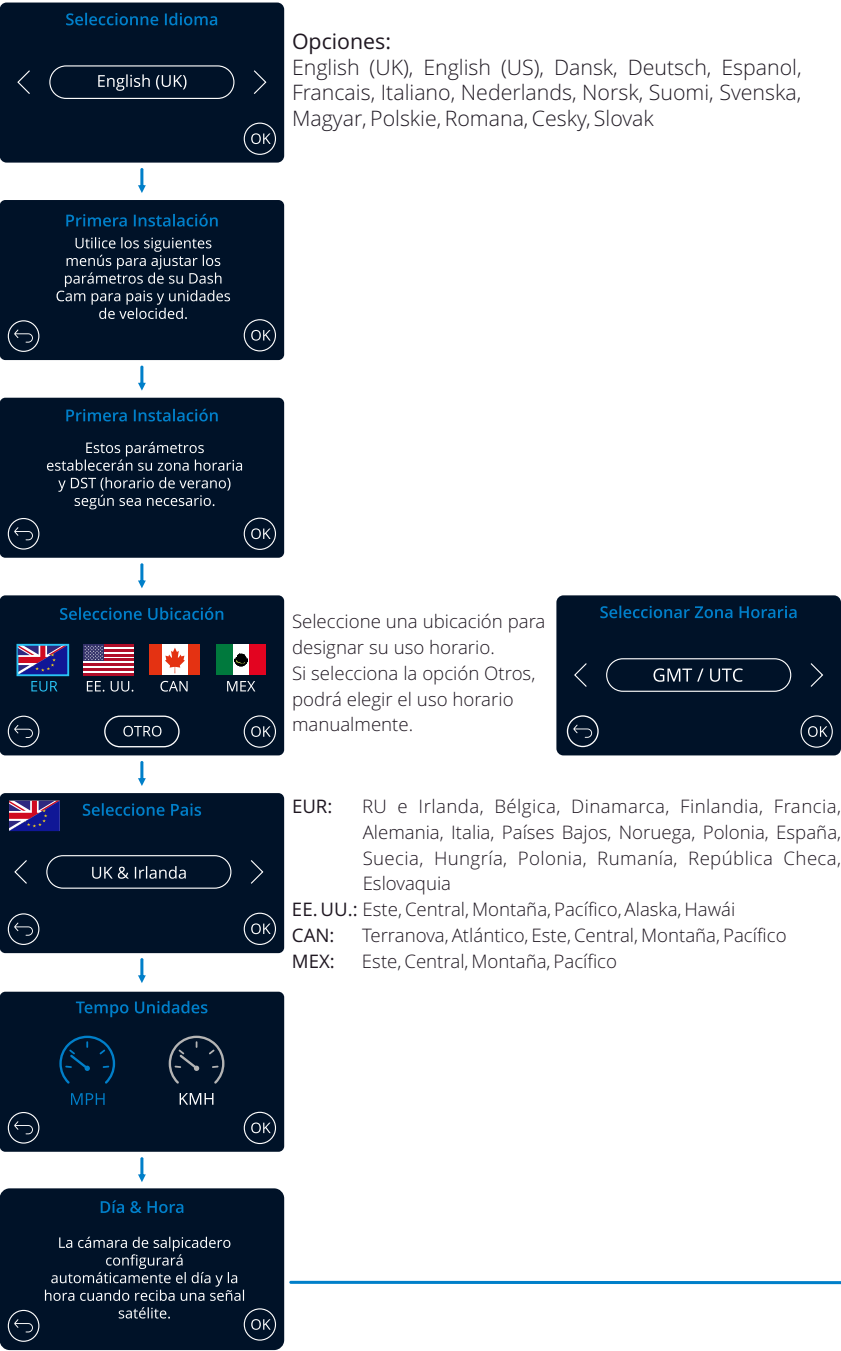 Seleccionne Idioma
English (UK)
OK
Opciones:
English (UK), English (US), Dansk, Deutsch, Espanol,
Francais, Italiano, Nederlands, Norsk, Suomi, Svenska,
Magyar, Polskie, Romana, Cesky, Slovak
Primera Instalación
Utilice los siguientes
menús para ajustar los
parámetros de su Dash
Cam para pais y unidades
de velocided.
OK
Primera Instalación
Estos parámetros
establecerán su zona horaria
y DST (horario de verano)
según sea necesario.
OK
Seleccione Ubicación
EUR EE. UU. CAN MEX
OTRO OK
Seleccione una ubicación para
designar su uso horario.
Si selecciona la opción Otros,
podrá elegir el uso horario
manualmente.
Seleccionar Zona Horaria
GMT / UTC
OK
Seleccione Pais
UK & Irlanda
OK
EUR: RU e Irlanda, Bélgica, Dinamarca, Finlandia, Francia,
Alemania, Italia, Países Bajos, Noruega, Polonia, España,
Suecia, Hungría, Polonia, Rumanía, República Checa,
Eslovaquia
EE. UU.: Este, Central, Montaña, Pacífico, Alaska, Hawái
CAN: Terranova, Atlántico, Este, Central, Montaña, Pacífico
MEX: Este, Central, Montaña, Pacífico
Tempo Unidades
MPH KMH
OK
Día & Hora
La cámara de salpicadero
configurará
automáticamente el día y la
hora cuando reciba una señal
satélite.
OK